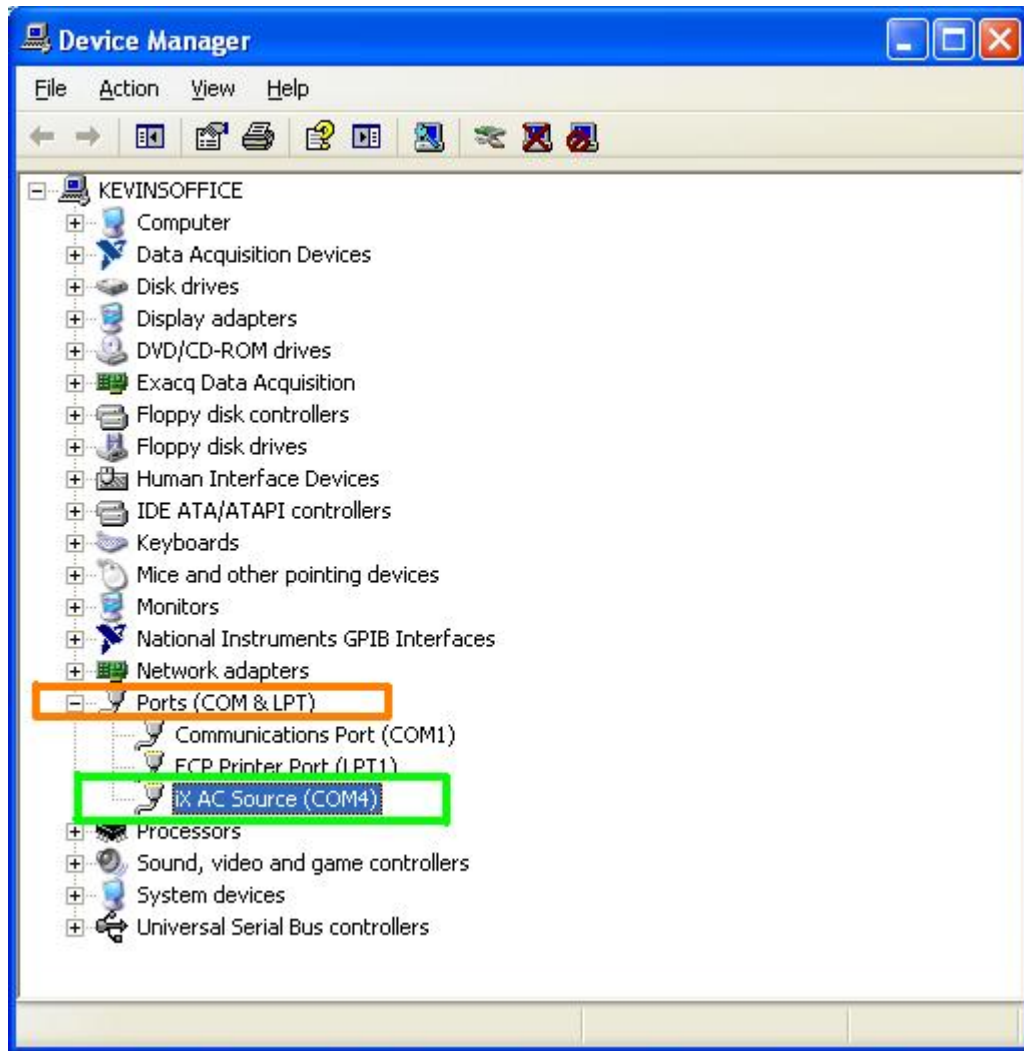 Device Manager
File Action View Help
KEVINSOFFICE
Computer
Data Acquisition Devices
Disk drives
Display adapters
DVD/CD-ROM drives
Exacq Data Acquisition
Floppy disk controllers
Floppy disk drives
Human Interface Devices
IDE ATA/ATAPI controllers
Keyboards
Mice and other pointing devices
Monitors
National Instruments GPIB Interfaces
Network adapters
Ports (COM & LPT)
Communications Port (COM1)
ECP Printer Port (LPT1)
iX AC Source (COM4)
Processors
Sound, video and game controllers
System devices
Universal Serial Bus controllers